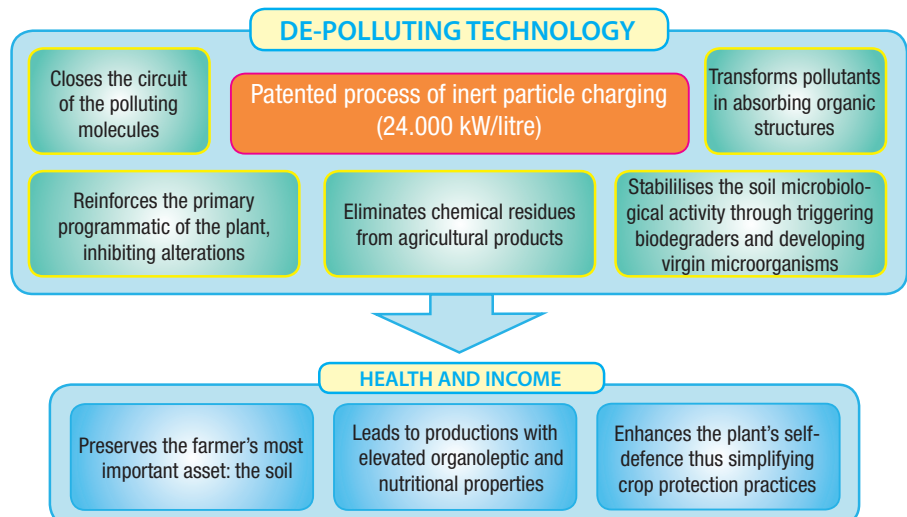 DE-POLLUTING TECHNOLOGY
Closes the circuit
of the polluting
molecules
Patented process of inert particle charging
(24.000 kW/litre)
Transforms pollutants
in absorbing organic
structures
Reinforces the primary
programmatic of the plant,
inhibiting alterations
Eliminates chemical residues
from agricultural products
Stabililises the soil microbiolo-
gical activity through triggering
biodegraders and developing
virgin microorganisms
HEALTH AND INCOME
Preserves the farmer's most
important asset: the soil
Leads to productions with
elevated organoleptic and
nutritional properties
Enhances the plant's self-
defence thus simplifying
crop protection practices